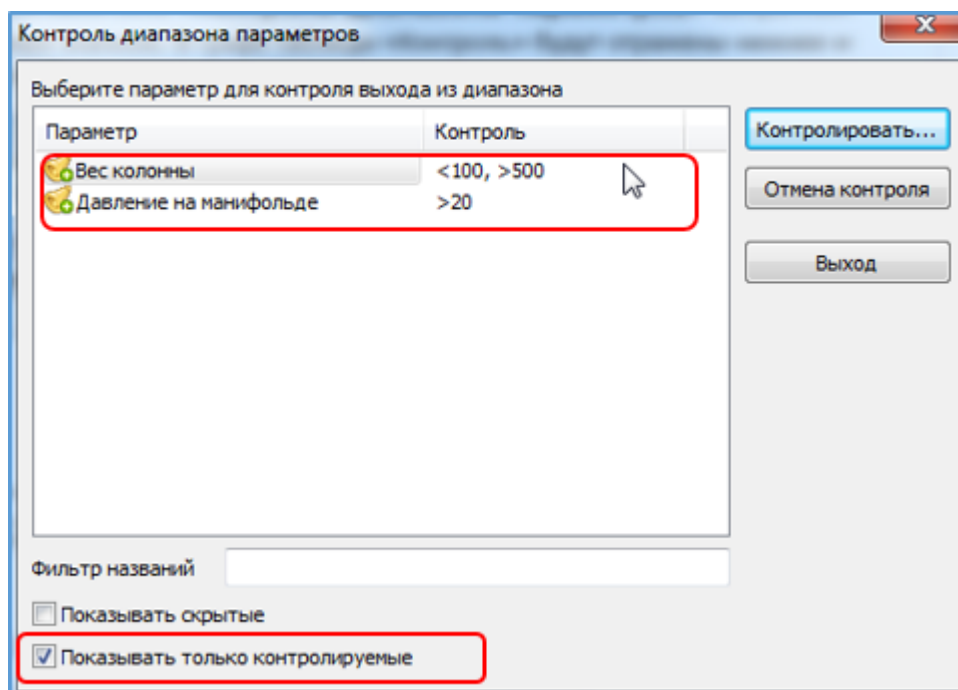 Контроль диапазона параметров
Выберите параметр для контроля выхода из диапазона
Параметр Контроль
Вес колонны <100, >500
Давление на манифольде >20
Контролировать...
Отмена контроля
Выход
Фильтр названий
Показывать скрытые
Показывать только контролируемые